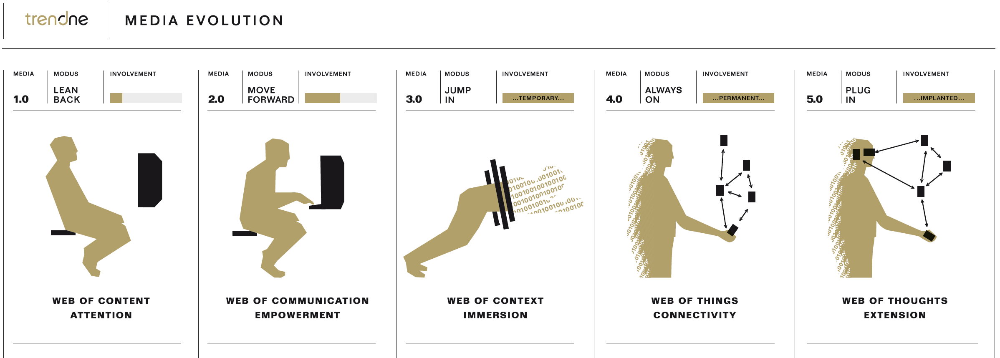 trendone
MEDIA EVOLUTION
MEDIA
MODUS
INVOLVEMENT
1.0
LEAN
BACK
WEB OF CONTENT
ATTENTION
MEDIA
MODUS
INVOLVEMENT
2.0
MOVE
FORWARD
WEB OF COMMUNICATION
EMPOWERMENT
MEDIA
MODUS
INVOLVEMENT
3.0
JUMP
IN
...TEMPORARY...
WEB OF CONTEXT
IMMERSION
MEDIA
MODUS
INVOLVEMENT
4.0
ALWAYS
ON
...PERMANENT...
WEB OF THINGS
CONNECTIVITY
MEDIA
MODUS
INVOLVEMENT
5.0
PLUG
IN
...IMPLANTED...
WEB OF THOUGHTS
EXTENSION